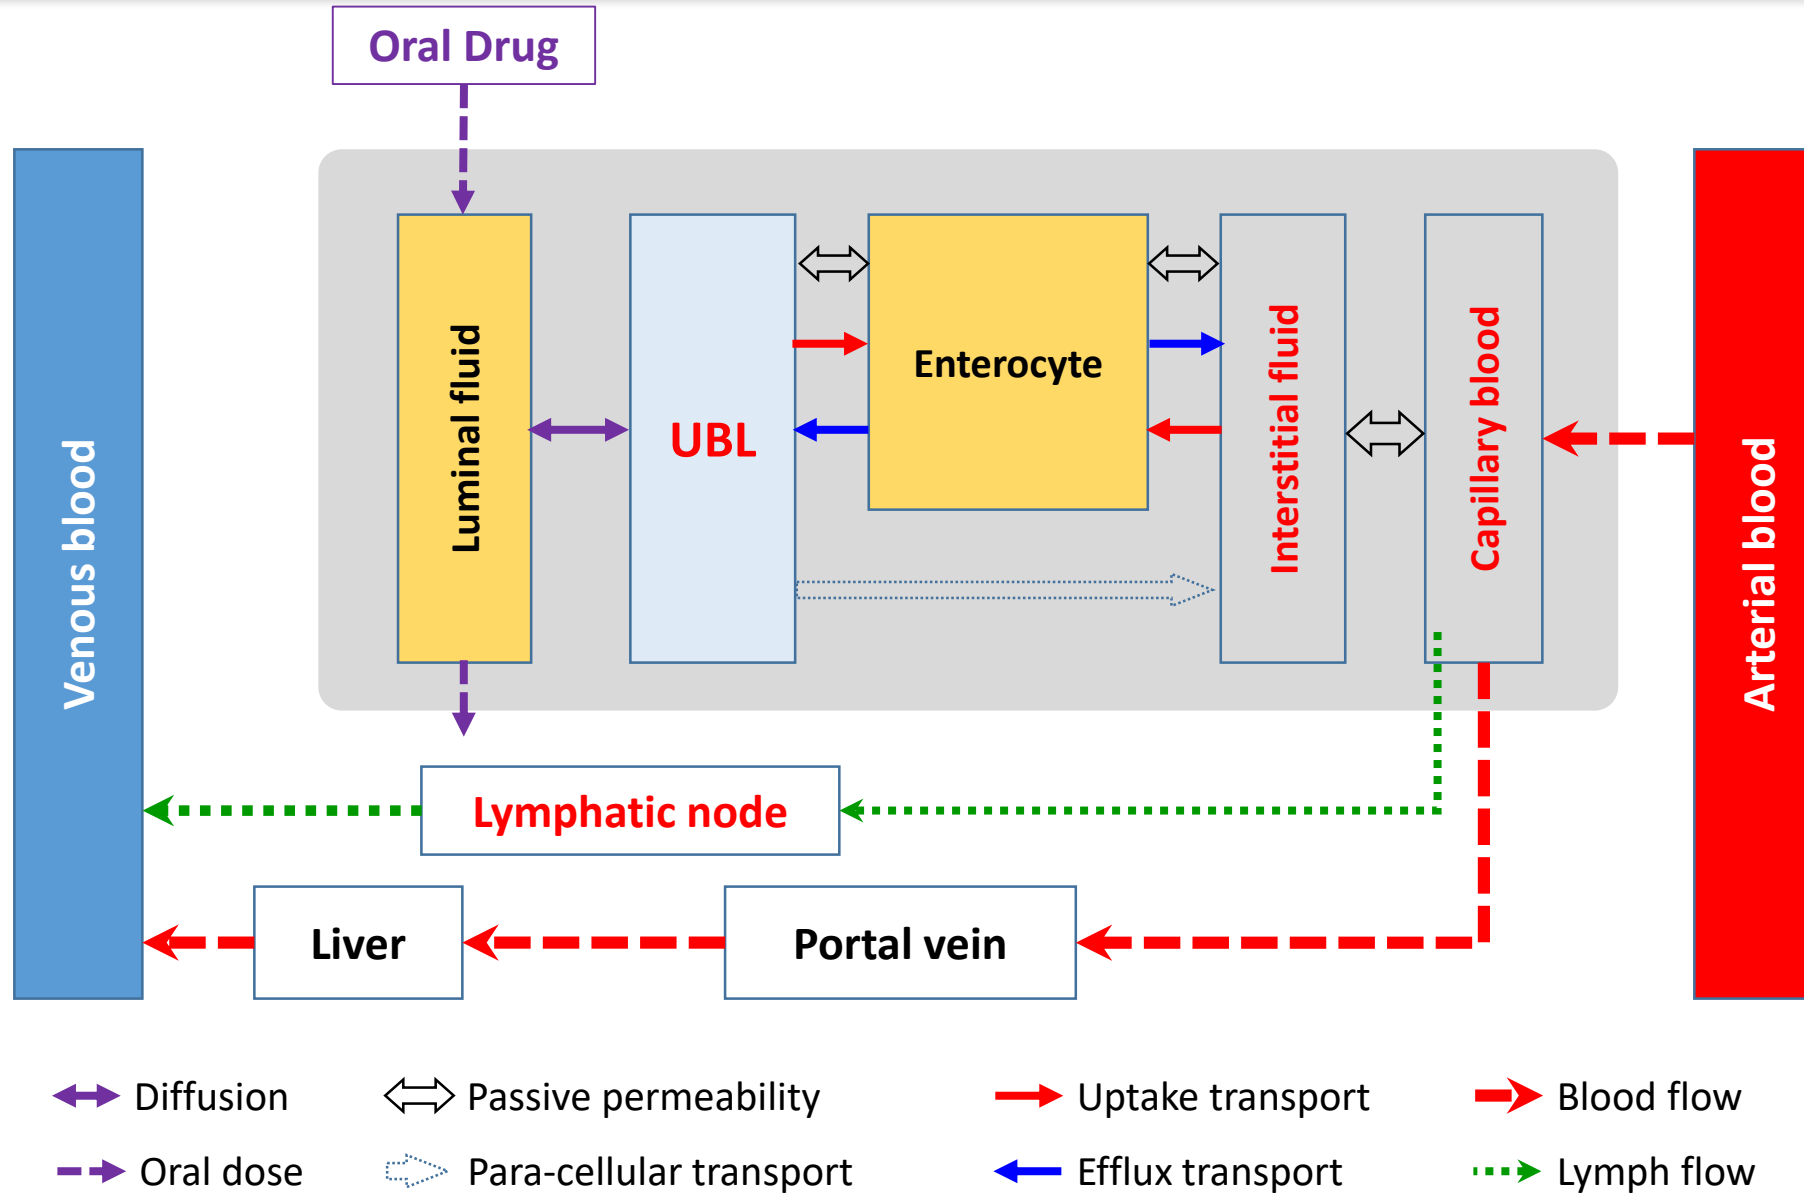 Oral Drug
Venous blood
Luminal fluid
UBL
Enterocyte
Interstitial fluid
Capillary blood
Arterial blood
Lymphatic node
Liver
Portal vein
Diffusion
Passive permeability
Uptake transport
Blood flow
Oral dose
Para-cellular transport
Efflux transport
Lymph flow